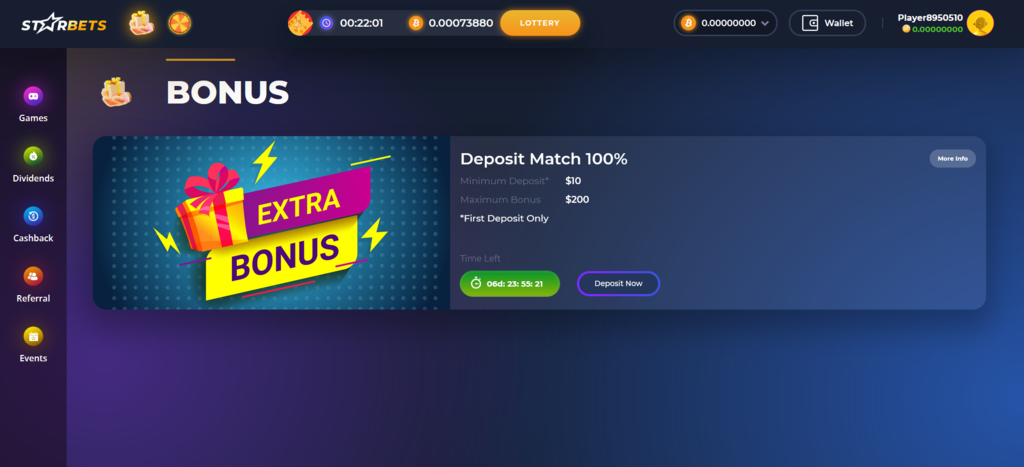 STARBETS
00:22:01
0.00073880
LOTTERY
0.00000000
Wallet
Player8950510
0.00000000
Games
Dividends
Cashback
Referral
Events
BONUS
EXTRA
BONUS
Deposit Match 100%
More Info
Minimum Deposit* $10
Maximum Bonus $200
*First Deposit Only
Time Left
06d: 23: 55: 21
Deposit Now